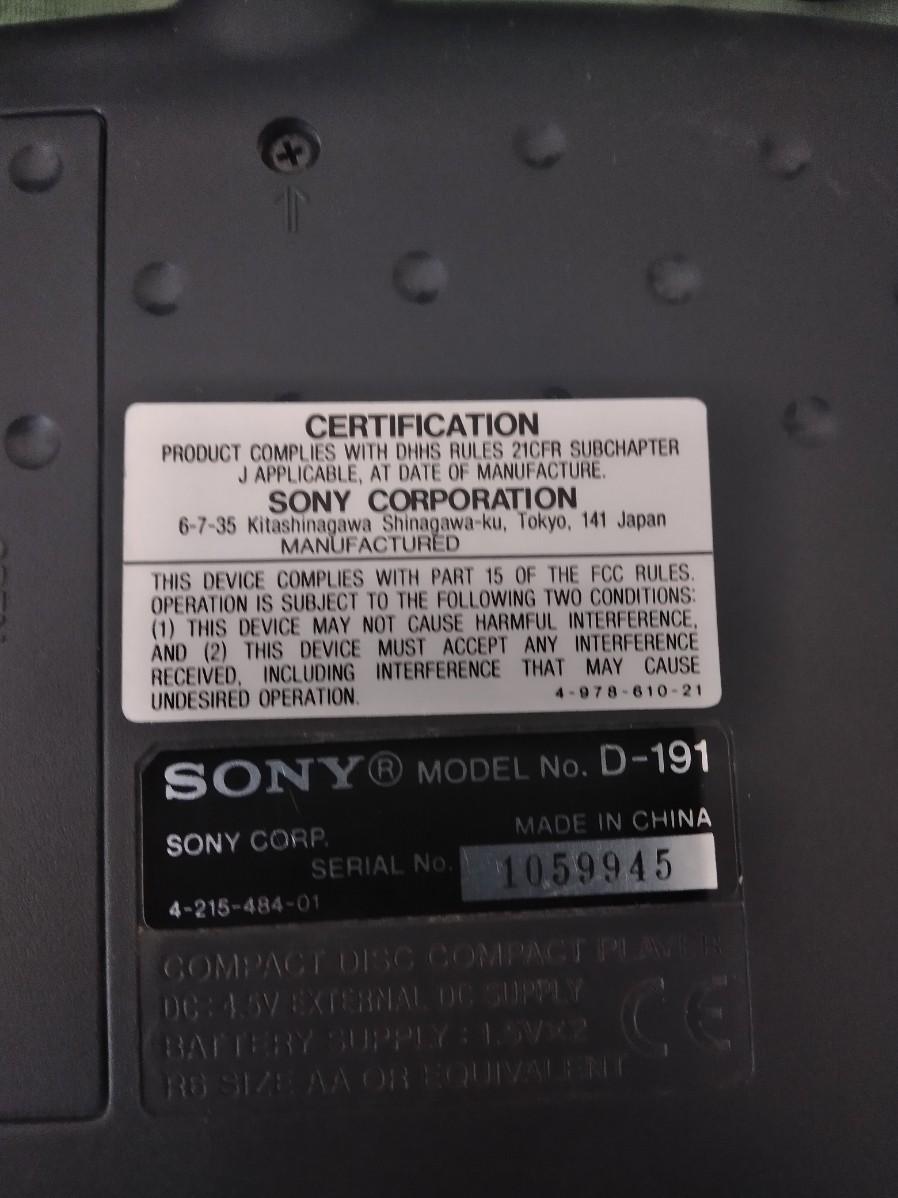 CERTIFICATION
PRODUCT COMPLIES WITH DHHS RULES 21CFR SUBCHAPTER
J APPLICABLE, AT DATE OF MANUFACTURE.
SONY CORPORATION
6-7-35 Kitashinagawa Shinagawa-ku, Tokyo, 141 Japan
MANUFACTURED
THIS DEVICE COMPLIES WITH PART 15 OF THE FCC RULES.
OPERATION IS SUBJECT TO THE FOLLOWING TWO CONDITIONS:
(1) THIS DEVICE MAY NOT CAUSE HARMFUL INTERFERENCE,
AND (2) THIS DEVICE MUST ACCEPT ANY INTERFERENCE
RECEIVED, INCLUDING INTERFERENCE THAT MAY CAUSE
UNDESIRED OPERATION. 4-978-610-21
SONY® MODEL No. D-191
MADE IN CHINA
SONY CORP.
SERIAL No. 1059945
4-215-484-01
COMPACT DISC COMPACT PLAYER
DC: 4.5V EXTERNAL DC SUPPLY
BATTERY SUPPLY : 1.5V×2
R6 SIZE AA OR EQUIVALENT
CE